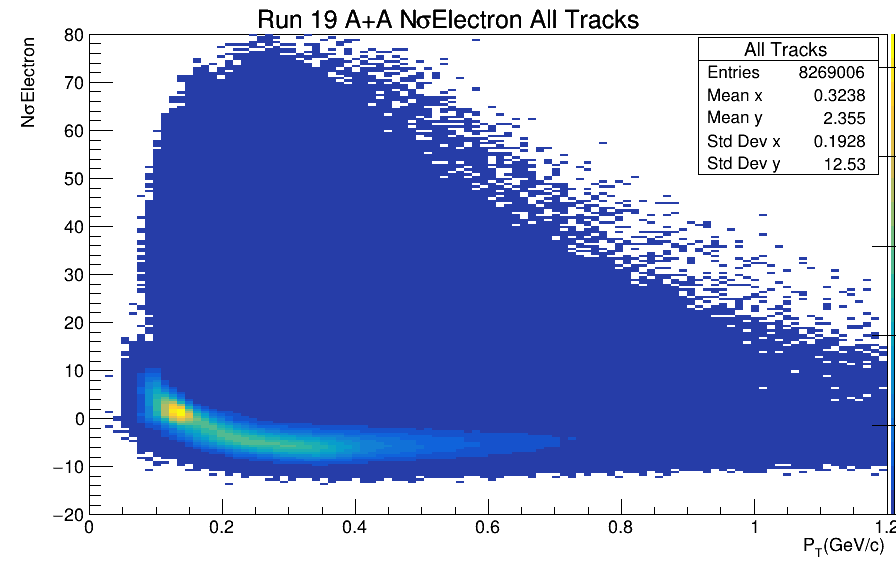 Run 19 A+A NσElectron All Tracks
NσElectron
All Tracks
Entries 8269006
Mean x 0.3238
Mean y 2.355
Std Dev x 0.1928
Std Dev y 12.53
80
70
60
50
40
30
20
10
0
−10
−20
0 0.2 0.4 0.6 0.8 1 1.2
P_T(GeV/c)